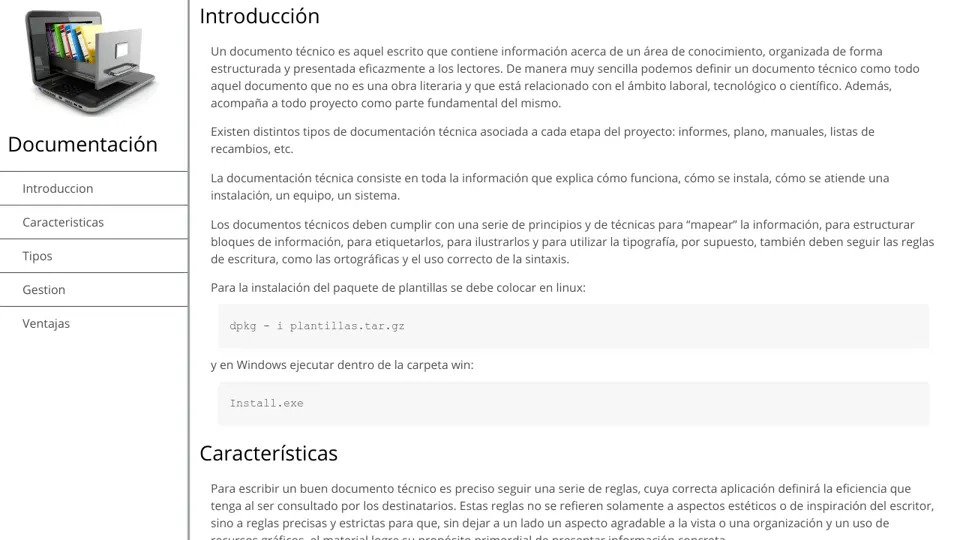 Documentación
Introduccion
Caracteristicas
Tipos
Gestion
Ventajas
Introducción
Un documento técnico es aquel escrito que contiene información acerca de un área de conocimiento, organizada de forma
estructurada y presentada eficazmente a los lectores. De manera muy sencilla podemos definir un documento técnico como todo
aquel documento que no es una obra literaria y que está relacionado con el ámbito laboral, tecnológico o científico. Además,
acompaña a todo proyecto como parte fundamental del mismo.
Existen distintos tipos de documentación técnica asociada a cada etapa del proyecto: informes, plano, manuales, listas de
recambios, etc.
La documentación técnica consiste en toda la información que explica cómo funciona, cómo se instala, cómo se atiende una
instalación, un equipo, un sistema.
Los documentos técnicos deben cumplir con una serie de principios y de técnicas para “mapear” la información, para estructurar
bloques de información, para etiquetarlos, para ilustrarlos y para utilizar la tipografía, por supuesto, también deben seguir las reglas
de escritura, como las ortográficas y el uso correcto de la sintaxis.
Para la instalación del paquete de plantillas se debe colocar en linux:
dpkg - i plantillas.tar.gz
y en Windows ejecutar dentro de la carpeta win:
Install.exe
Características
Para escribir un buen documento técnico es preciso seguir una serie de reglas, cuya correcta aplicación definirá la eficiencia que
tenga al ser consultado por los destinatarios. Estas reglas no se refieren solamente a aspectos estéticos o de inspiración del escritor,
sino a reglas precisas y estrictas para que, sin dejar a un lado un aspecto agradable a la vista o una organización y un uso de
recursos gráficos, el material logre su propósito primordial de presentar información concreta.